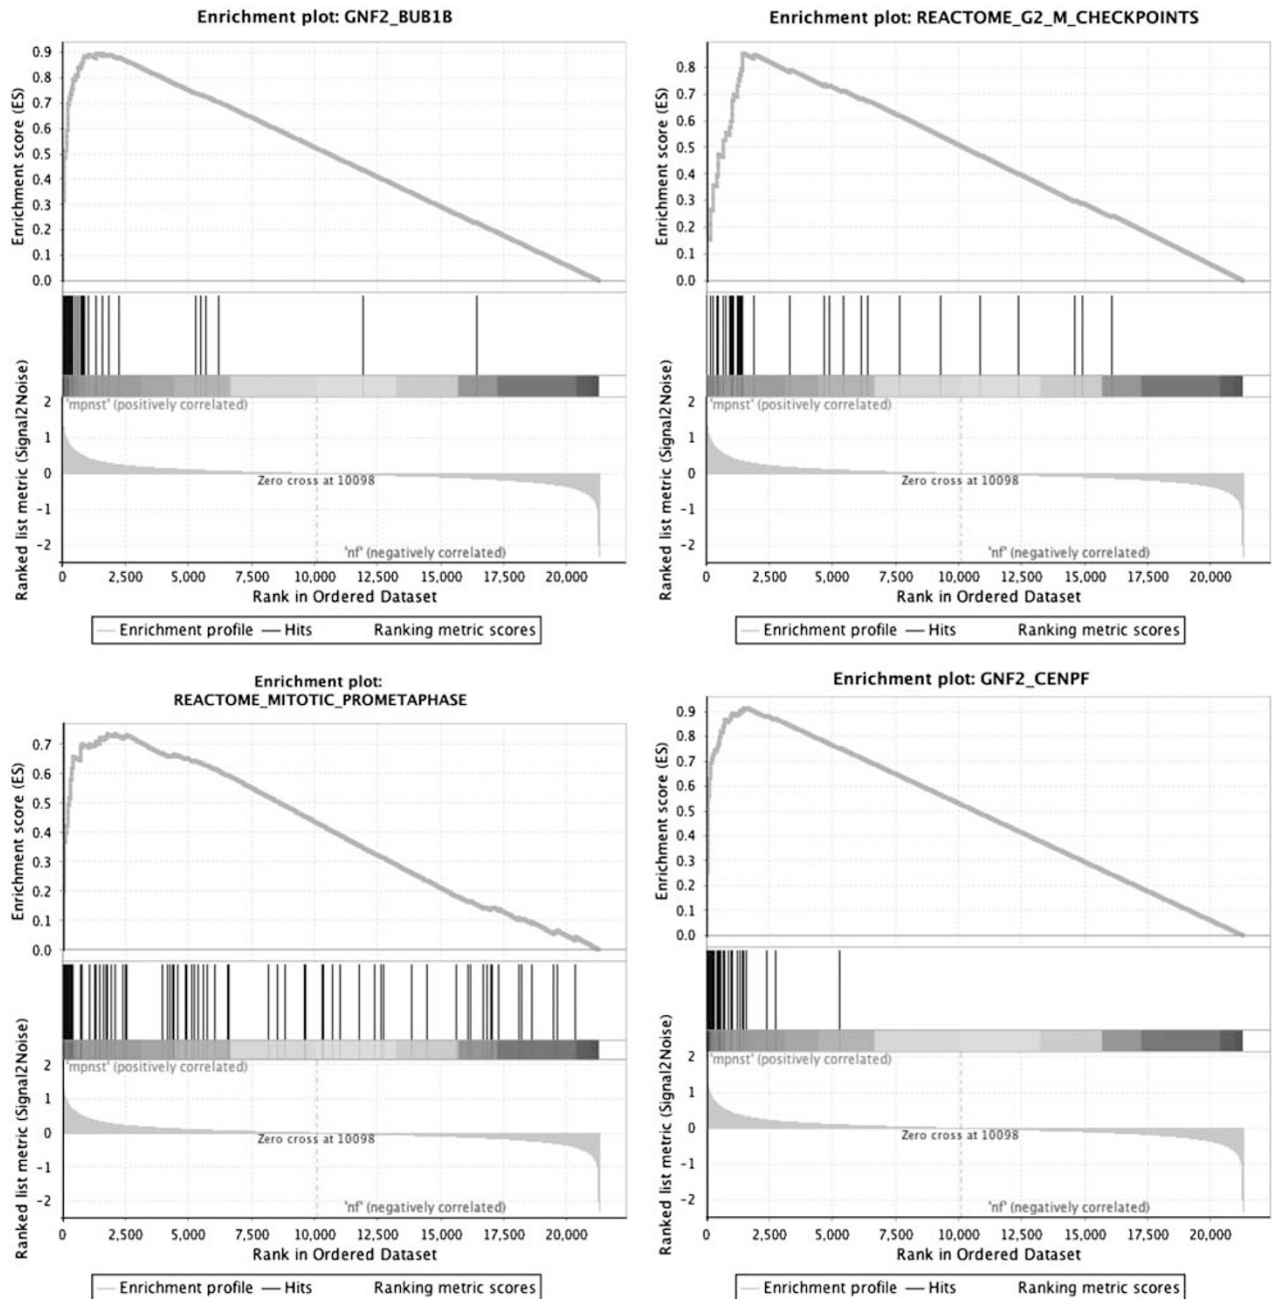 Enrichment plot: GNF2_BUB1B
Enrichment score (ES)
0.9
0.8
0.7
0.6
0.5
0.4
0.3
0.2
0.1
0.0
Ranked list metric (Signal2Noise)
2
1
0
-1
-2
'mpnst' (positively correlated)
Zero cross at 10098
'nf' (negatively correlated)
0 2,500 5,000 7,500 10,000 12,500 15,000 17,500 20,000
Rank in Ordered Dataset
Enrichment profile Hits Ranking metric scores
Enrichment plot: REACTOME_G2_M_CHECKPOINTS
Enrichment score (ES)
0.8
0.7
0.6
0.5
0.4
0.3
0.2
0.1
0.0
Ranked list metric (Signal2Noise)
2
1
0
-1
-2
'mpnst' (positively correlated)
Zero cross at 10098
'nf' (negatively correlated)
0 2,500 5,000 7,500 10,000 12,500 15,000 17,500 20,000
Rank in Ordered Dataset
Enrichment profile Hits Ranking metric scores
Enrichment plot:
REACTOME_MITOTIC_PROMETAPHASE
Enrichment score (ES)
0.7
0.6
0.5
0.4
0.3
0.2
0.1
0.0
Ranked list metric (Signal2Noise)
2
1
0
-1
-2
'mpnst' (positively correlated)
Zero cross at 10098
'nf' (negatively correlated)
0 2,500 5,000 7,500 10,000 12,500 15,000 17,500 20,000
Rank in Ordered Dataset
Enrichment profile Hits Ranking metric scores
Enrichment plot: GNF2_CENPF
Enrichment score (ES)
0.9
0.8
0.7
0.6
0.5
0.4
0.3
0.2
0.1
0.0
Ranked list metric (Signal2Noise)
2
1
0
-1
-2
'mpnst' (positively correlated)
Zero cross at 10098
'nf' (negatively correlated)
0 2,500 5,000 7,500 10,000 12,500 15,000 17,500 20,000
Rank in Ordered Dataset
Enrichment profile Hits Ranking metric scores